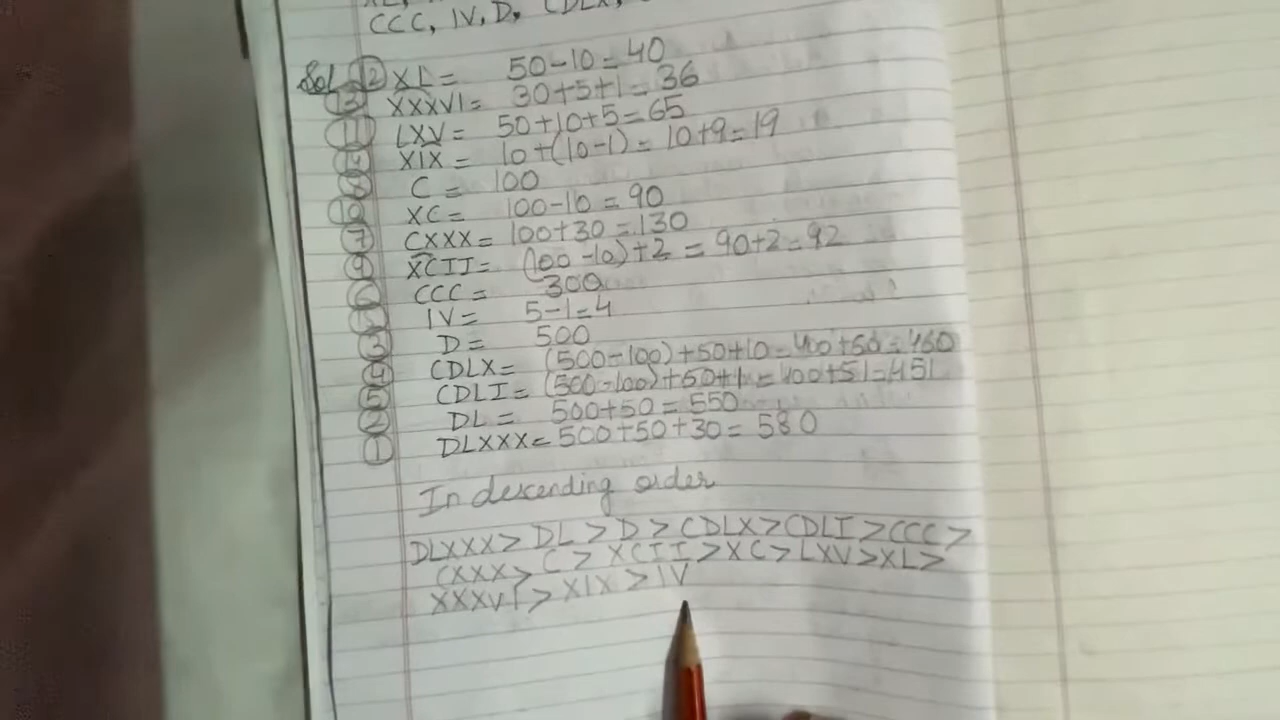 CCC, IV, D, CDLX,
Sol. ⑫ XL = 50-10=40
⑬ XXXVI= 30+5+1=36
⑪ LXV= 50+10+5=65
⑭ XIX = 10+(10-1)= 10+9=19
⑧ C = 100
⑩ XC= 100-10=90
⑦ CXXX=100+30=130
⑨ XCII= (100-10)+2 = 90+2=92
⑥ CCC= 300
IV= 5-1=4
③ D= 500
④ CDLX= (500-100)+50+10=400+60=460
⑤ CDLI= (500-100)+50+1=400+51=451
② DL= 500+50=550
① DLXXX=500+50+30=580
In descending order
DLXXX> DL > D > CDLX>CDLI >CCC >
CXXX> C > XCII >XC>LXV>XL>
XXXVI > XIX > IV